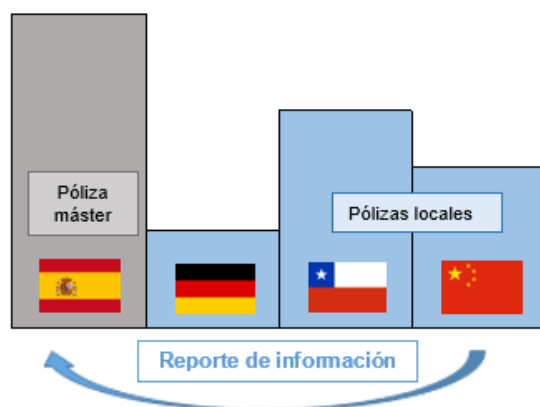 Póliza
máster
Pólizas locales
Reporte de información